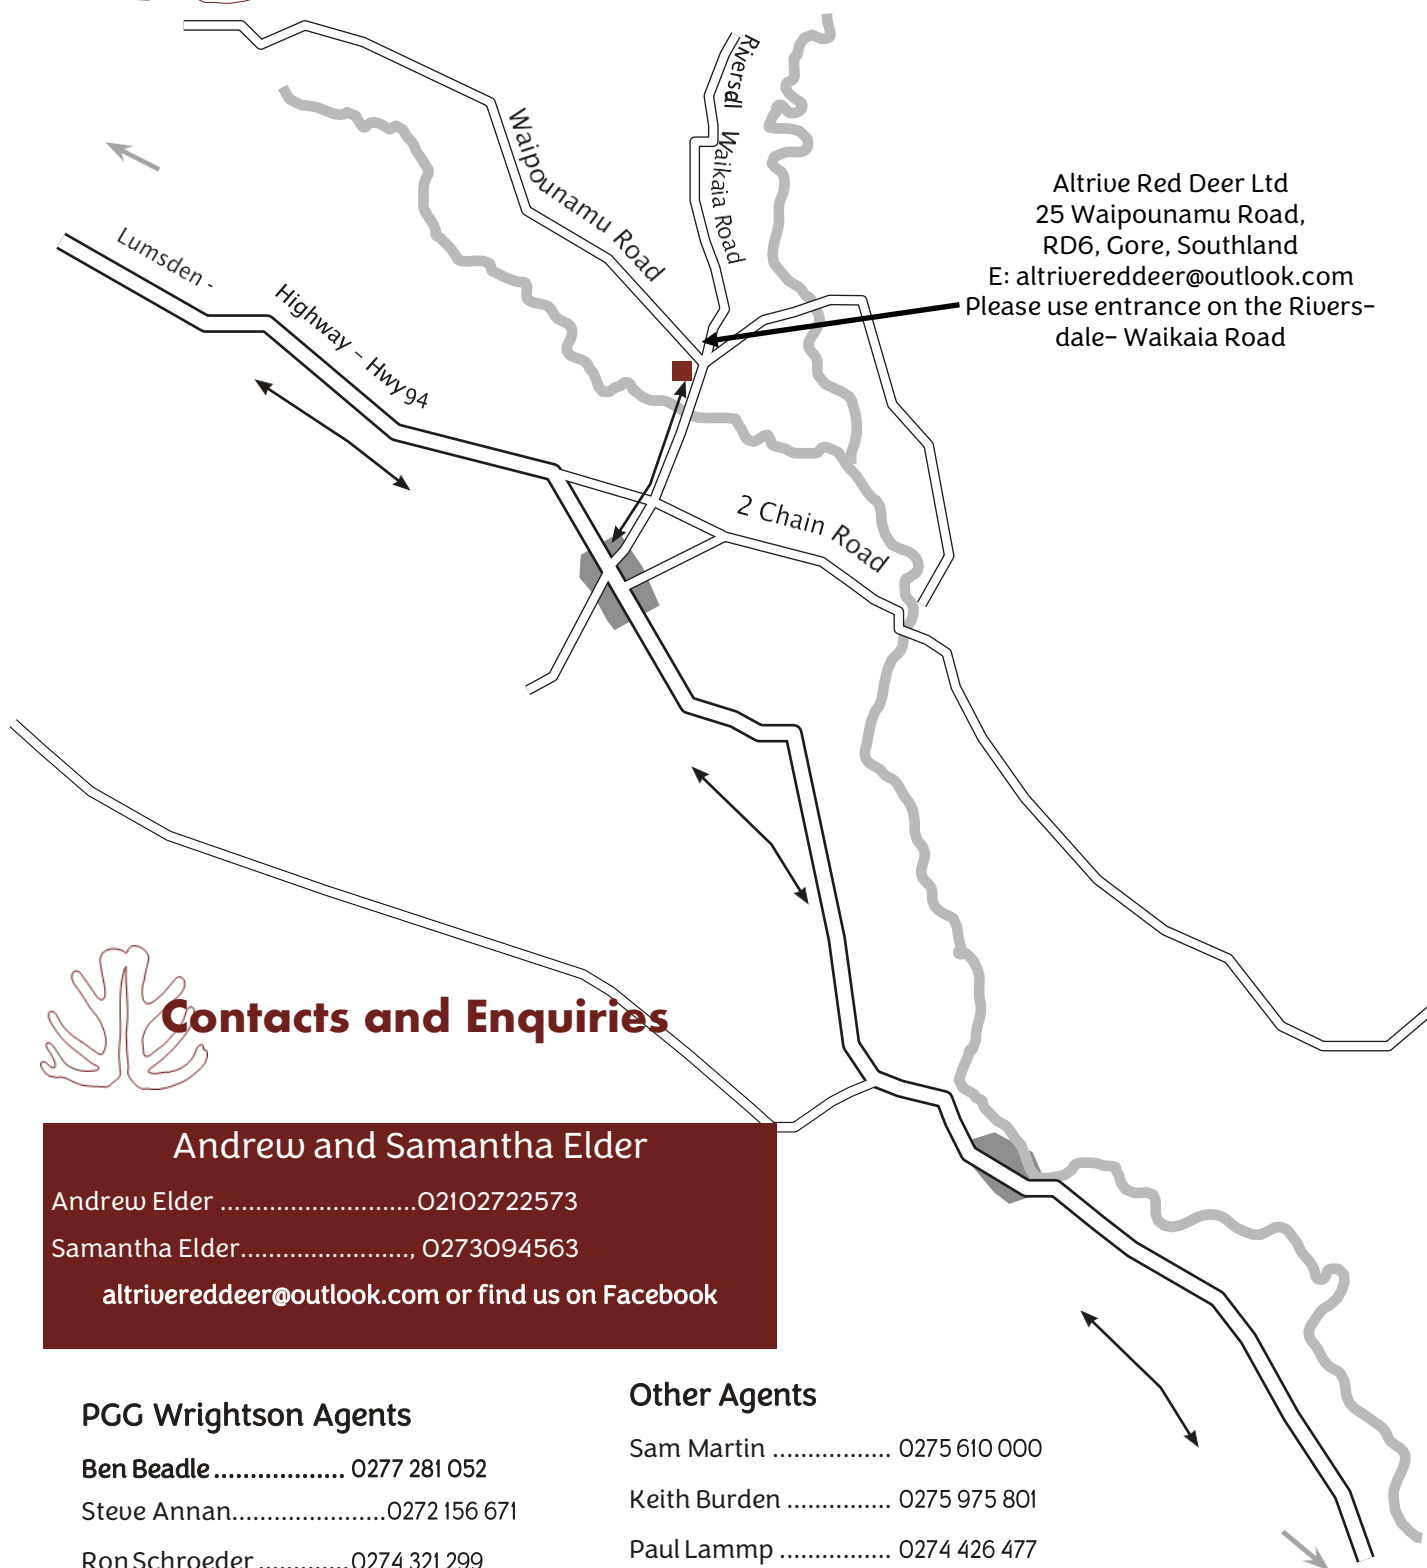 Riversdl
Waikaia Road
Waipounamu Road
Altrive Red Deer Ltd
25 Waipounamu Road,
RD6, Gore, Southland
E: altrivereddeer@outlook.com
Please use entrance on the Rivers-
dale- Waikaia Road
Lumsden -
Highway - Hwy94
2 Chain Road
Contacts and Enquiries
Andrew and Samantha Elder
Andrew Elder ............................02102722573
Samantha Elder........................, 0273094563
altrivereddeer@outlook.com or find us on Facebook
PGG Wrightson Agents
Ben Beadle .................. 0277 281 052
Steve Annan......................0272 156 671
Ron Schroeder .............0274 321 299
Other Agents
Sam Martin ................. 0275 610 000
Keith Burden ............... 0275 975 801
Paul Lammp ................ 0274 426 477